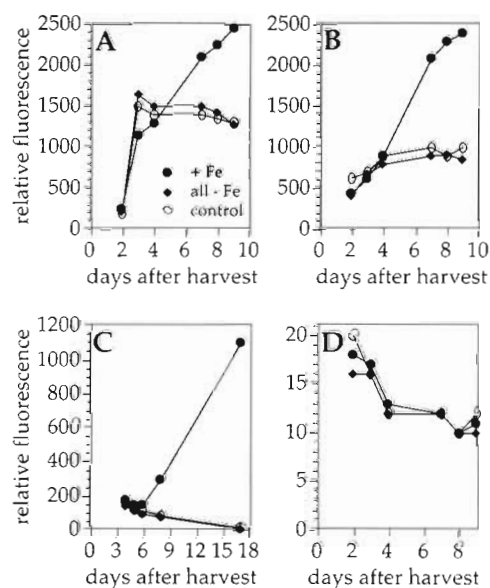 A
B
relative fluorescence
2500
2000
1500
1000
500
0
+ Fe
all - Fe
control
0 2 4 6 8 10
days after harvest
2500
2000
1500
1000
500
0
0 2 4 6 8 10
days after harvest
C
D
relative fluorescence
1200
1000
800
600
400
200
0
0 3 6 9 12 15 18
days after harvest
20
15
10
5
0
0 2 4 6 8
days after harvest